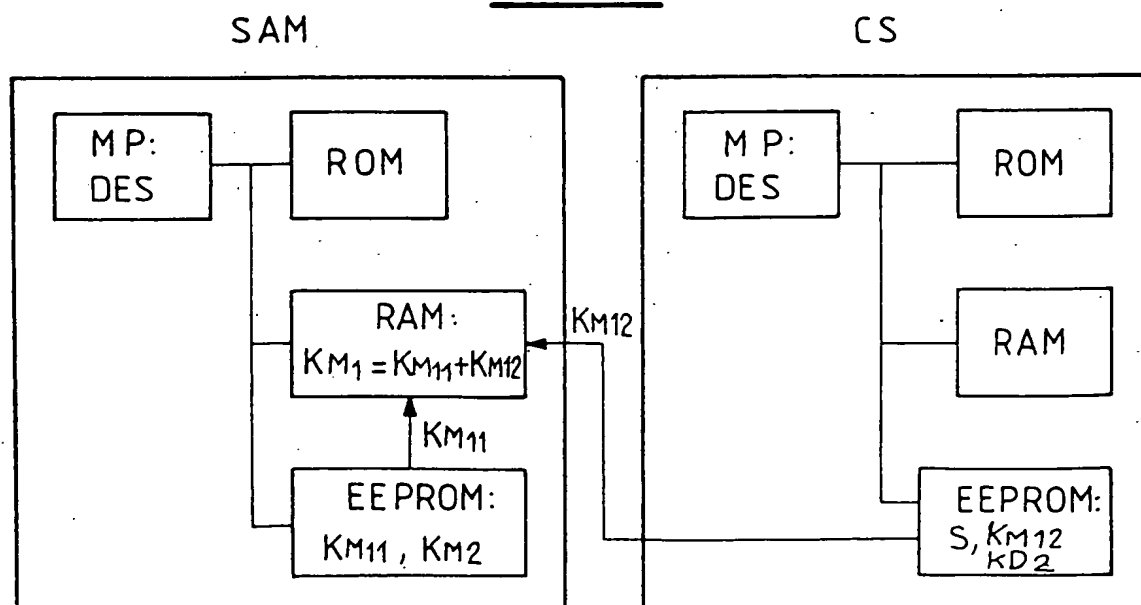 SAM
MP:
DES
ROM
RAM:
KM1 = KM11+KM12
KM11
EEPROM:
KM11, KM2
KM12
CS
MP:
DES
ROM
RAM
EEPROM:
S, KM12
KD2